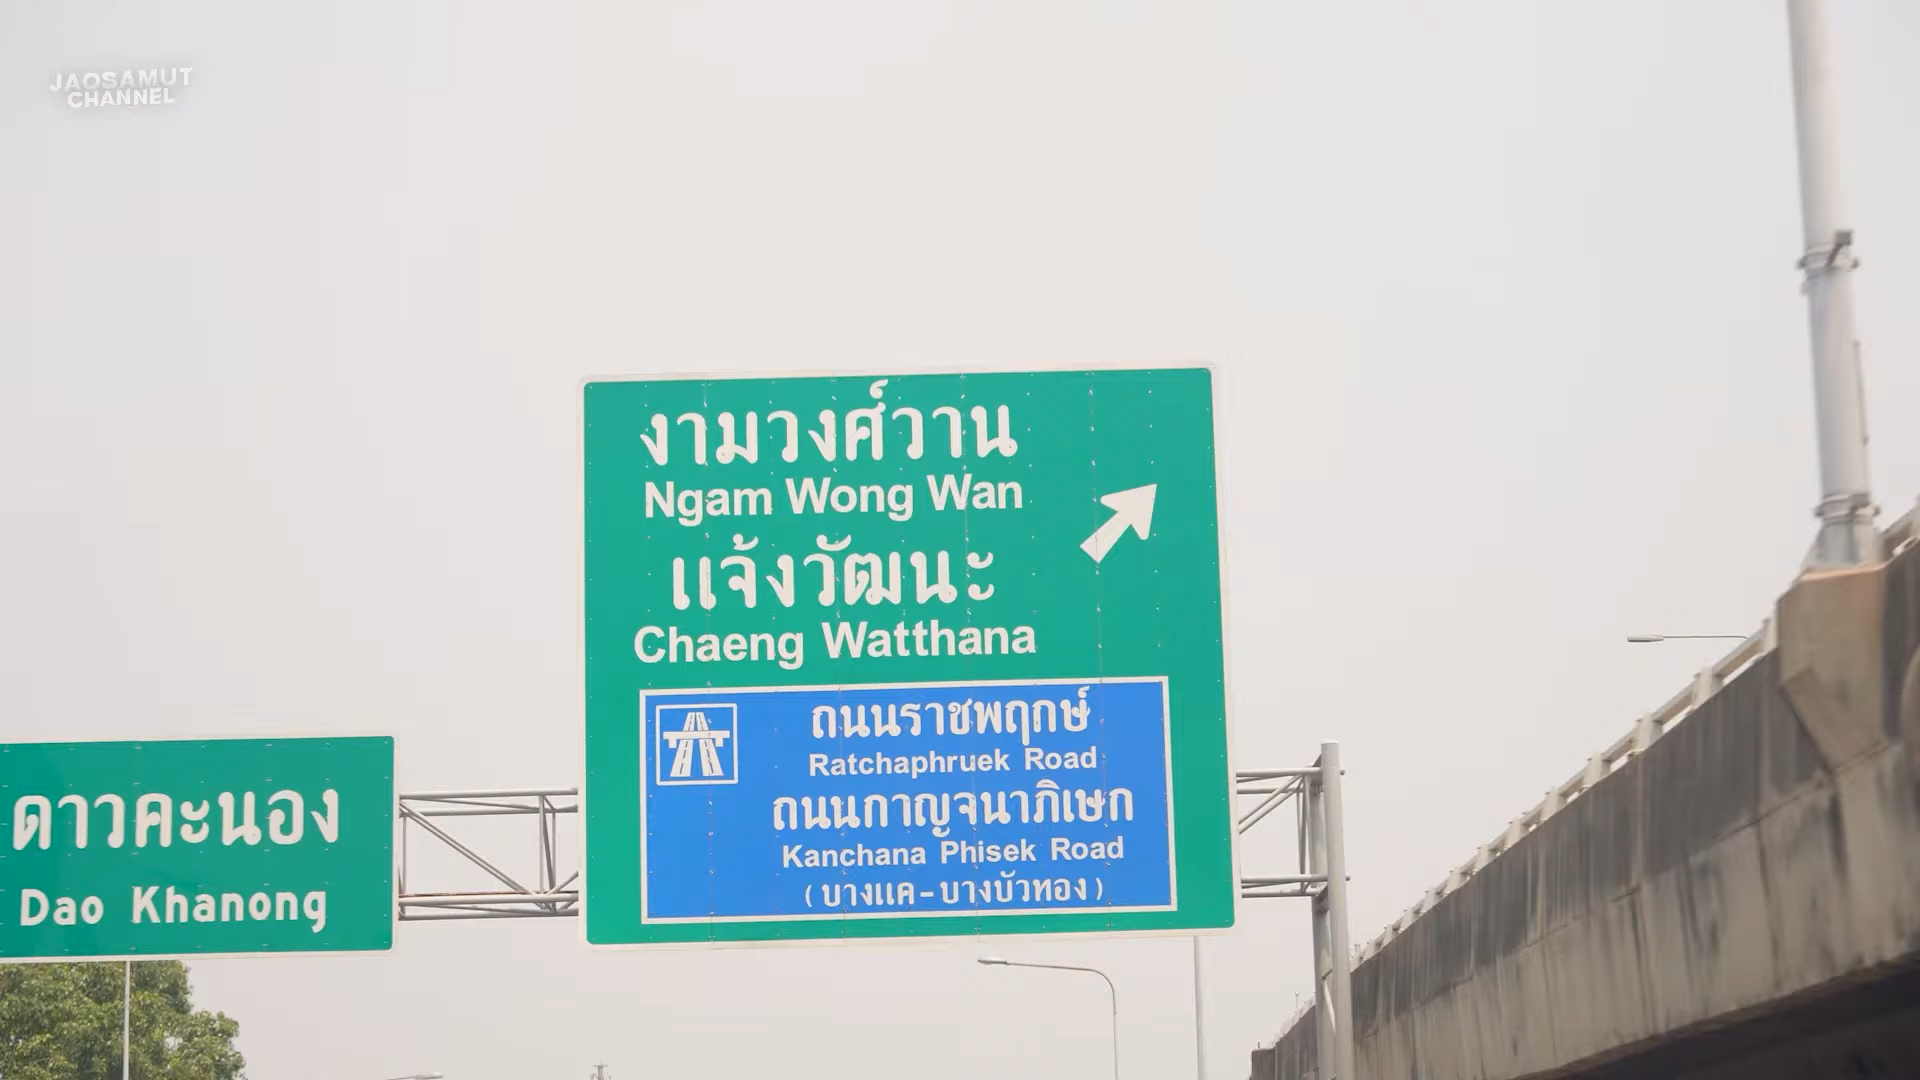 JAOSAMUT
CHANNEL
งามวงศ์วาน
Ngam Wong Wan
แจ้งวัฒนะ
Chaeng Watthana
ถนนราชพฤกษ์
Ratchaphruek Road
ถนนกาญจนาภิเษก
Kanchana Phisek Road
(บางแค-บางบัวทอง)
ดาวคะนอง
Dao Khanong